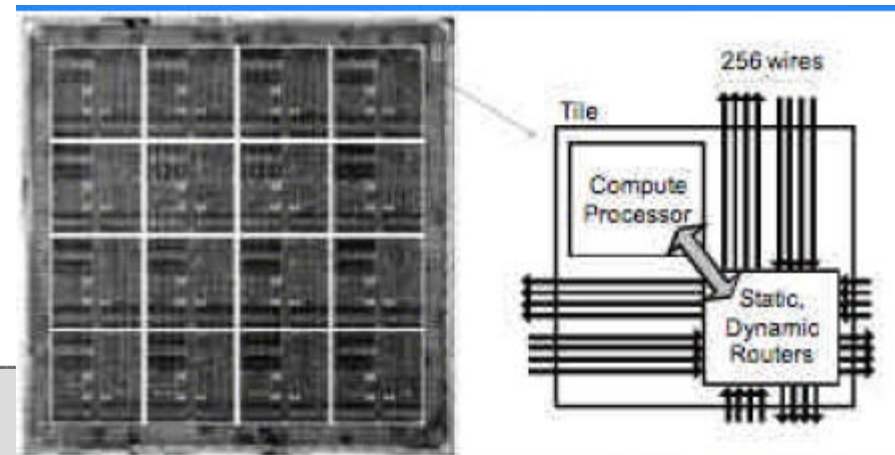 256 wires
Tile
Compute
Processor
Static,
Dynamic
Routers